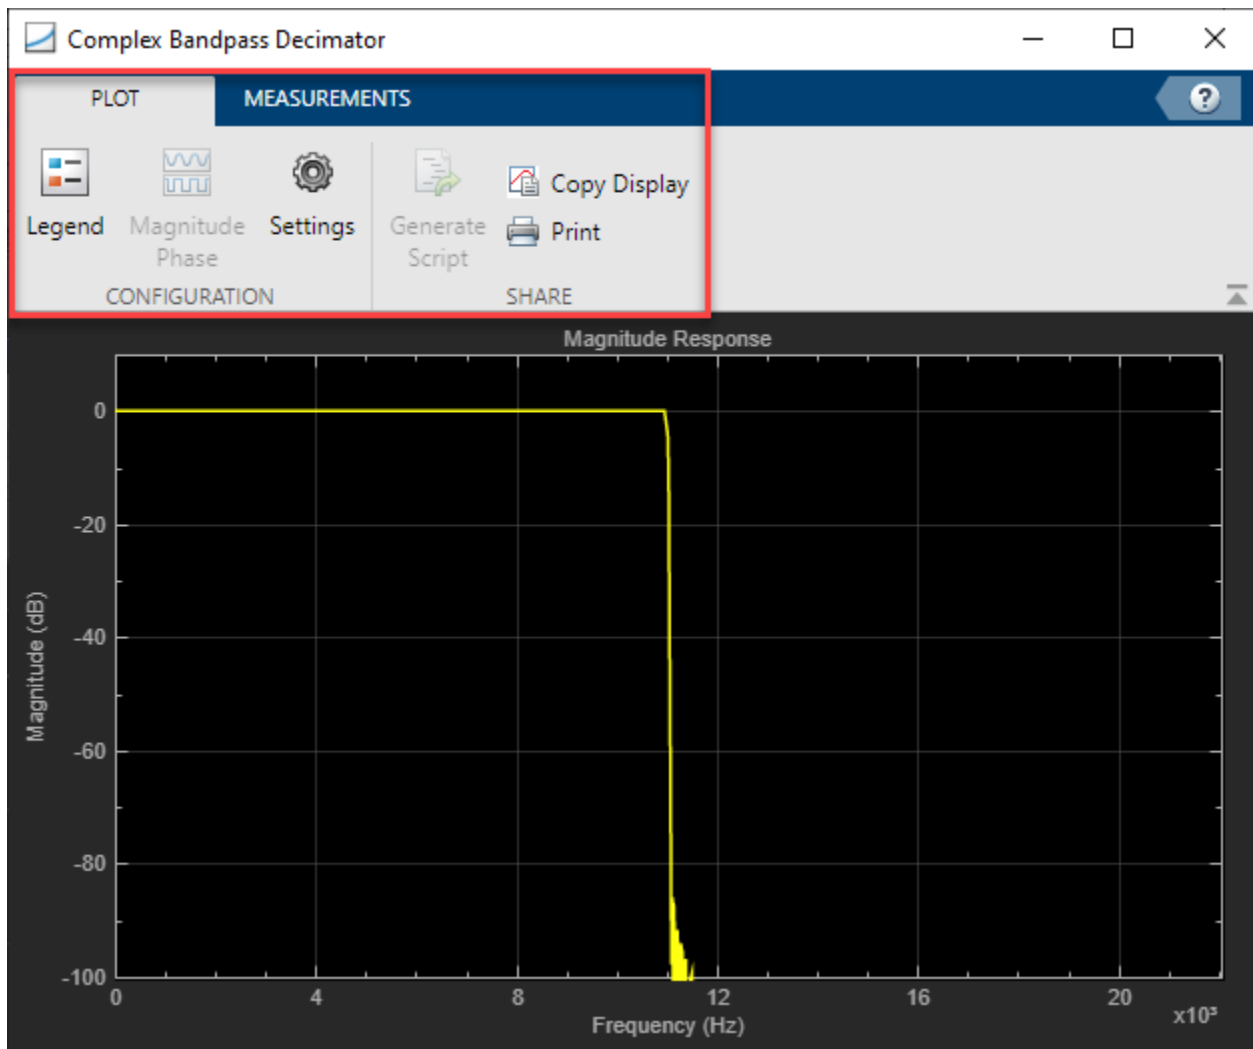 Complex Bandpass Decimator
PLOT
MEASUREMENTS
?
Legend
Magnitude
Phase
Settings
CONFIGURATION
Generate
Script
Copy Display
Print
SHARE
Magnitude Response
Magnitude (dB)
0
-20
-40
-60
-80
-100
0 4 8 12 16 20
x10³
Frequency (Hz)